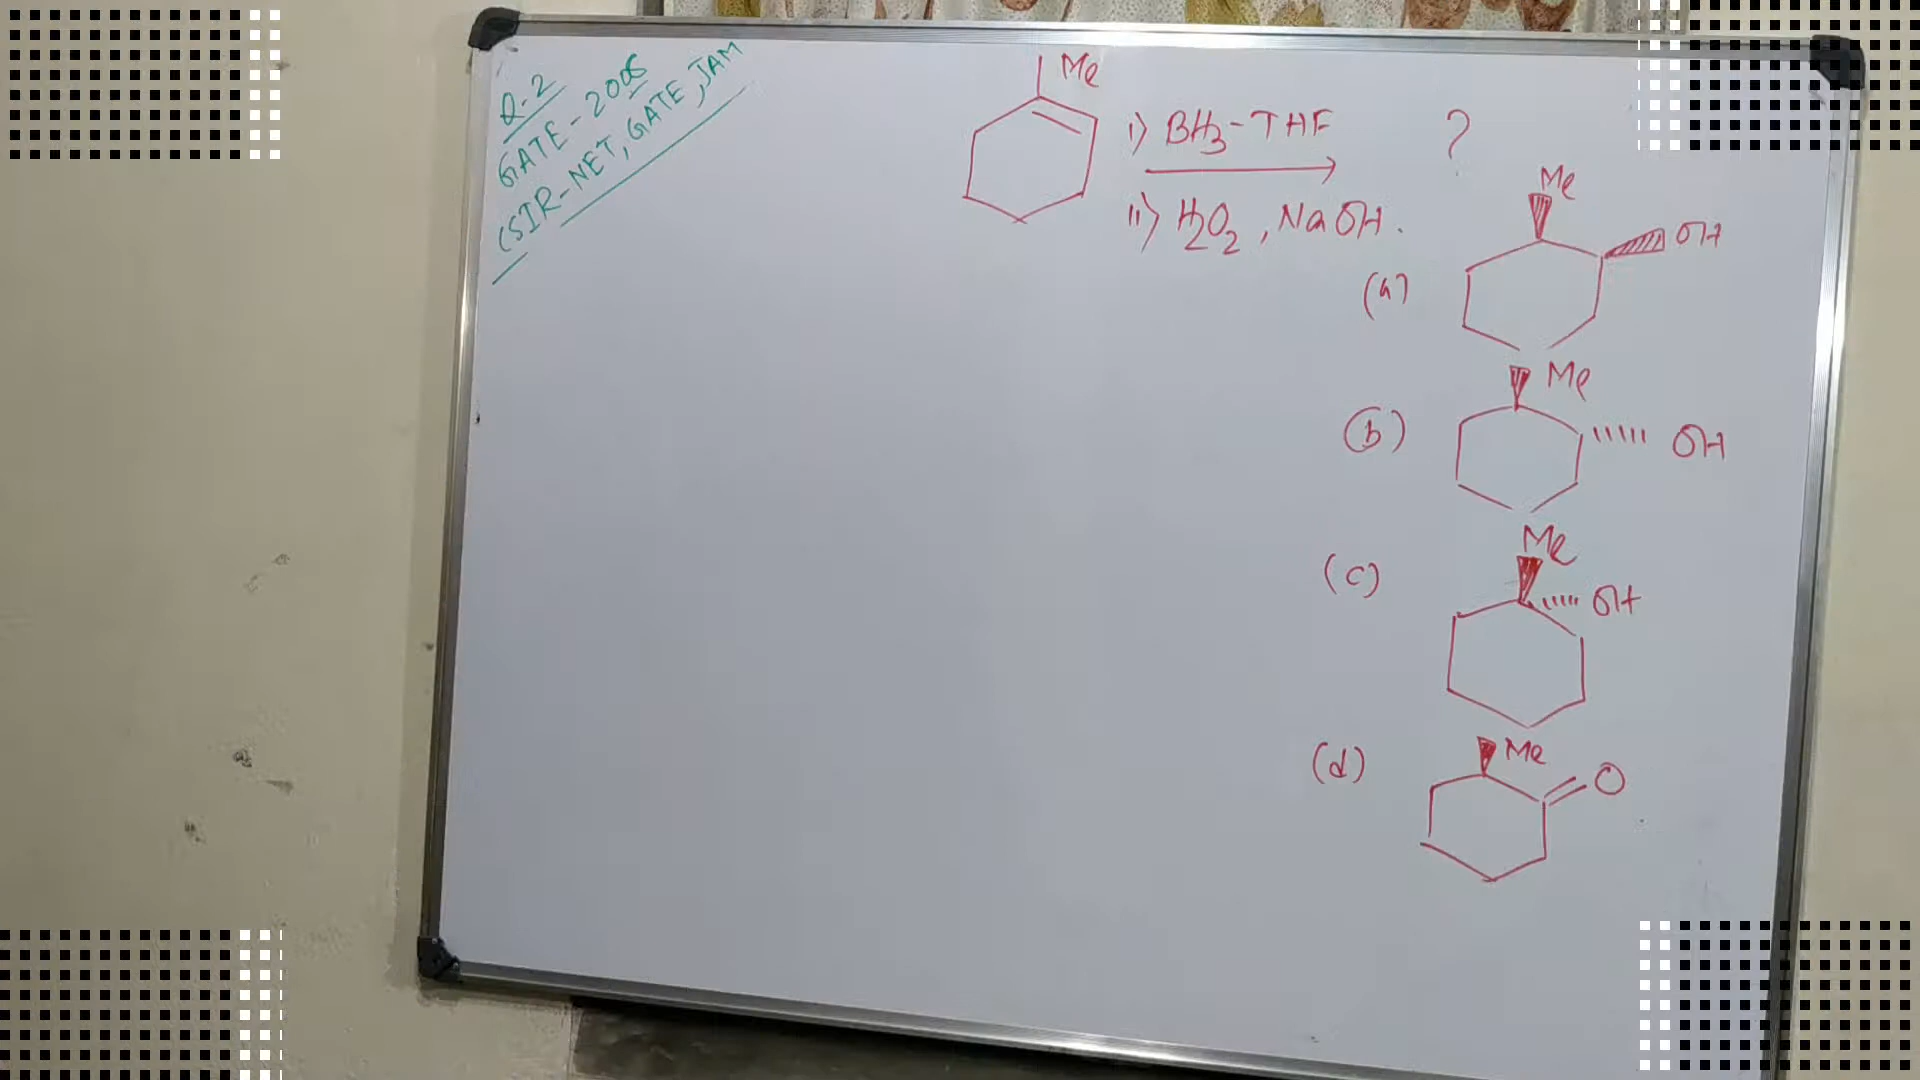 Q-2
GATE-2005
CSIR-NET, GATE, JAM
Me
i) BH3-THF ?
ii) H2O2, NaOH.
Me
OH
(a)
Me
(b) OH
Me
(c) OH
(d) Me
O